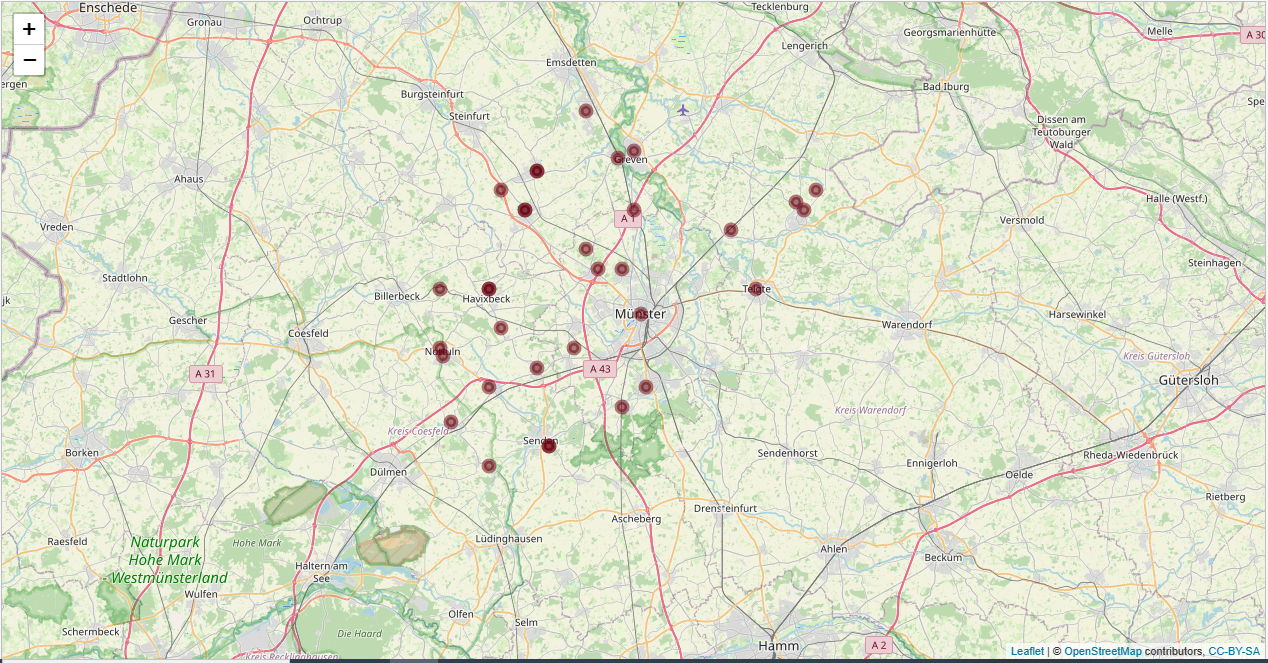 Enschede
Gronau
Ochtrup
Tecklenburg
Georgsmarienhütte
Melle
A 30
+
−
Lengerich
Emsdetten
ergen
Burgsteinfurt
Bad Iburg
Spe
Steinfurt
Dissen am
Teutoburger
Wald
Greven
Ahaus
Halle (Westf.)
A 1
Versmold
Vreden
Steinhagen
Stadtlohn
Telgte
Billerbeck
Havixbeck
jk
Gescher
Münster
Harsewinkel
Coesfeld
Warendorf
Nottuln
Kreis Gütersloh
A 31
A 43
Gütersloh
Kreis Warendorf
Kreis Coesfeld
Senden
Borken
Sendenhorst
Rheda-Wiedenbrück
Ennigerloh
Dülmen
Oelde
Rietberg
Drensteinfurt
Ascheberg
Raesfeld
Naturpark
Hohe Mark
Westmünsterland
Hohe Mark
Lüdinghausen
Ahlen
Beckum
Haltern am
See
Wulfen
Olfen
Selm
Schermbeck
Die Haard
Hamm
A 2
Kreis Recklinghausen
Leaflet | © OpenStreetMap contributors, CC-BY-SA